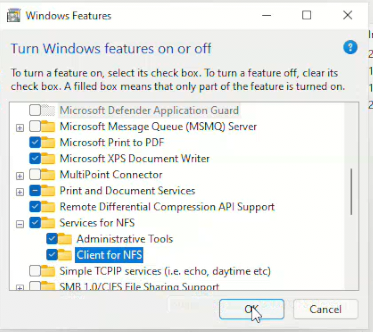 Windows Features
Turn Windows features on or off
To turn a feature on, select its check box. To turn a feature off, clear its
check box. A filled box means that only part of the feature is turned on.
Microsoft Defender Application Guard
Microsoft Message Queue (MSMQ) Server
Microsoft Print to PDF
Microsoft XPS Document Writer
MultiPoint Connector
Print and Document Services
Remote Differential Compression API Support
Services for NFS
Administrative Tools
Client for NFS
Simple TCPIP services (i.e. echo, daytime etc)
SMB 1.0/CIFS File Sharing Support
OK
Cancel